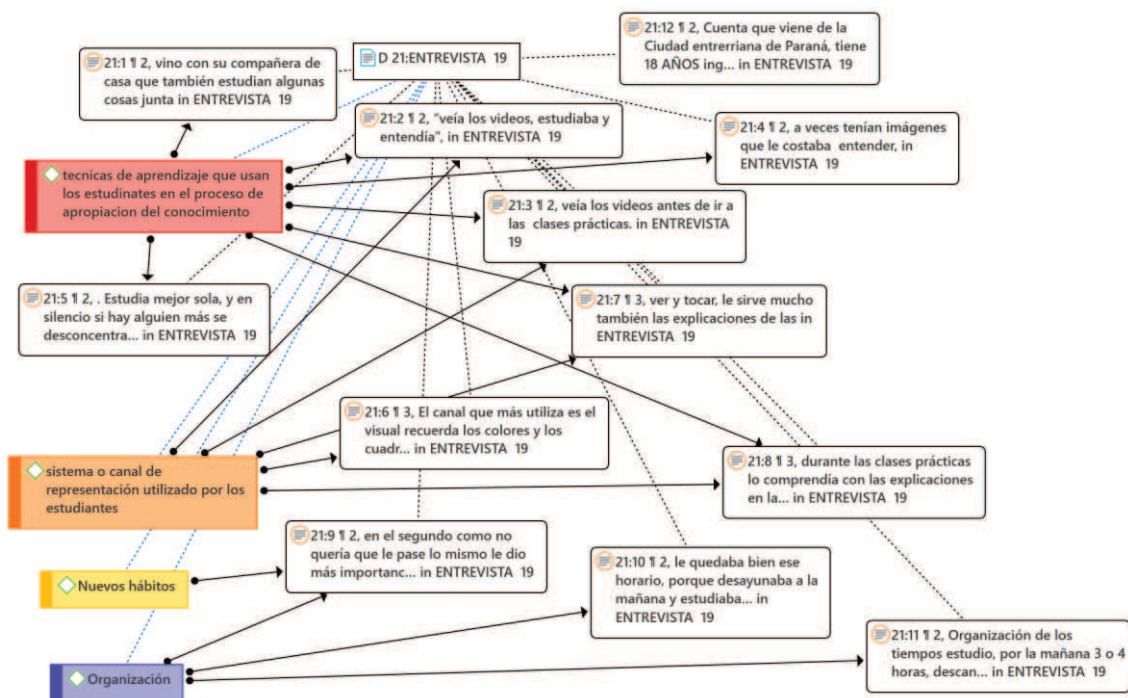 D 21:ENTREVISTA 19
21:12 ¶ 2, Cuenta que viene de la
Ciudad entrerriana de Paraná, tiene
18 AÑOS ing... in ENTREVISTA 19
21:1 ¶ 2, vino con su compañera de
casa que también estudian algunas
cosas junta in ENTREVISTA 19
21:2 ¶ 2, "veía los videos, estudiaba y
entendía", in ENTREVISTA 19
21:4 ¶ 2, a veces tenían imágenes
que le costaba entender, in
ENTREVISTA 19
tecnicas de aprendizaje que usan
los estudinates en el proceso de
apropiacion del conocimiento
21:3 ¶ 2, veía los videos antes de ir a
las clases prácticas. in ENTREVISTA
19
21:5 ¶ 2, . Estudia mejor sola, y en
silencio si hay alguien más se
desconcentra... in ENTREVISTA 19
21:7 ¶ 3, ver y tocar, le sirve mucho
también las explicaciones de las in
ENTREVISTA 19
21:6 ¶ 3, El canal que más utiliza es el
visual recuerda los colores y los
cuadr... in ENTREVISTA 19
sistema o canal de
representación utilizado por los
estudiantes
21:8 ¶ 3, durante las clases prácticas
lo comprendía con las explicaciones
en la... in ENTREVISTA 19
21:9 ¶ 2, en el segundo como no
quería que le pase lo mismo le dio
más importanc... in ENTREVISTA 19
Nuevos hábitos
21:10 ¶ 2, le quedaba bien ese
horario, porque desayunaba a la
mañana y estudiaba... in
ENTREVISTA 19
21:11 ¶ 2, Organización de los
tiempos estudio, por la mañana 3 o 4
horas, descan... in ENTREVISTA 19
Organización